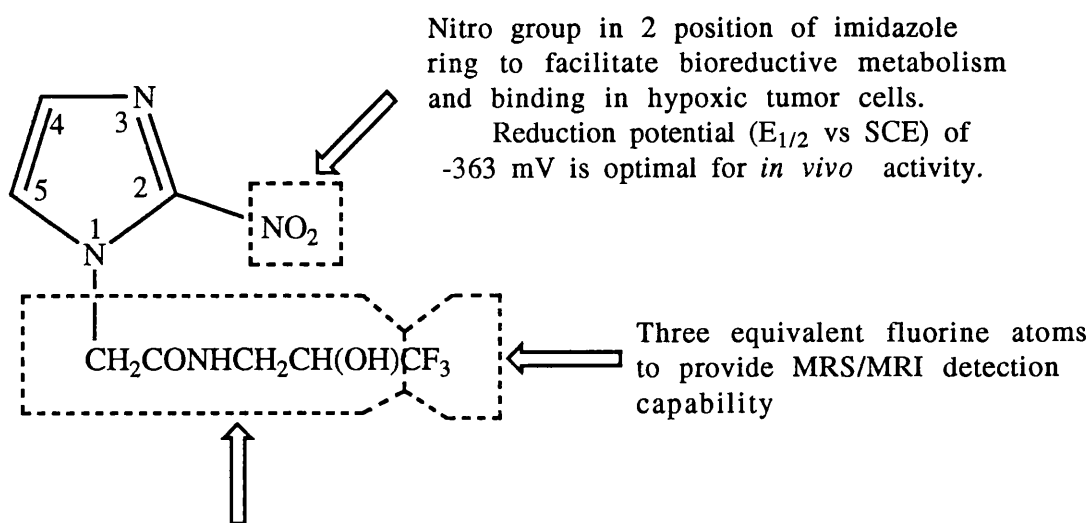 Nitro group in 2 position of imidazole
ring to facilitate bioreductive metabolism
and binding in hypoxic tumor cells.
Reduction potential (E1/2 vs SCE) of
-363 mV is optimal for in vivo activity.
N
4
3
5
2
1
N
NO2
CH2CONHCH2CH(OH)CF3
Three equivalent fluorine atoms
to provide MRS/MRI detection
capability